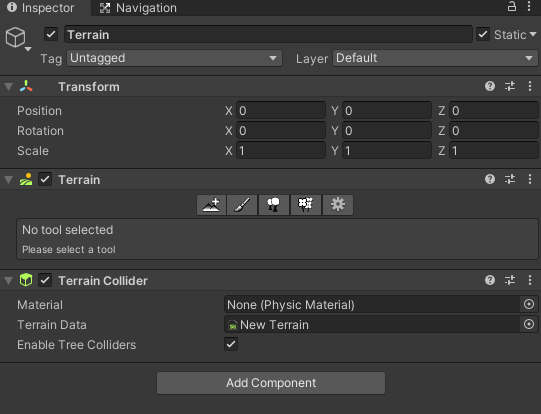 Inspector Navigation
Terrain Static
Tag Untagged Layer Default
Transform
Position X 0 Y 0 Z 0
Rotation X 0 Y 0 Z 0
Scale X 1 Y 1 Z 1
Terrain
No tool selected
Please select a tool
Terrain Collider
Material None (Physic Material)
Terrain Data New Terrain
Enable Tree Colliders
Add Component